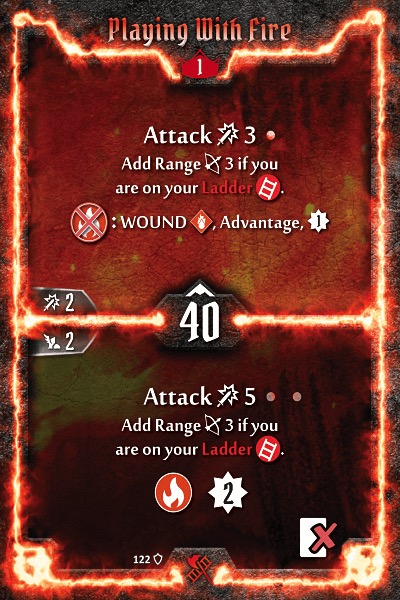 Playing With Fire
1
Attack 3
Add Range 3 if you
are on your Ladder.
: WOUND, Advantage, 1
2
40
2
Attack 5
Add Range 3 if you
are on your Ladder.
2
122